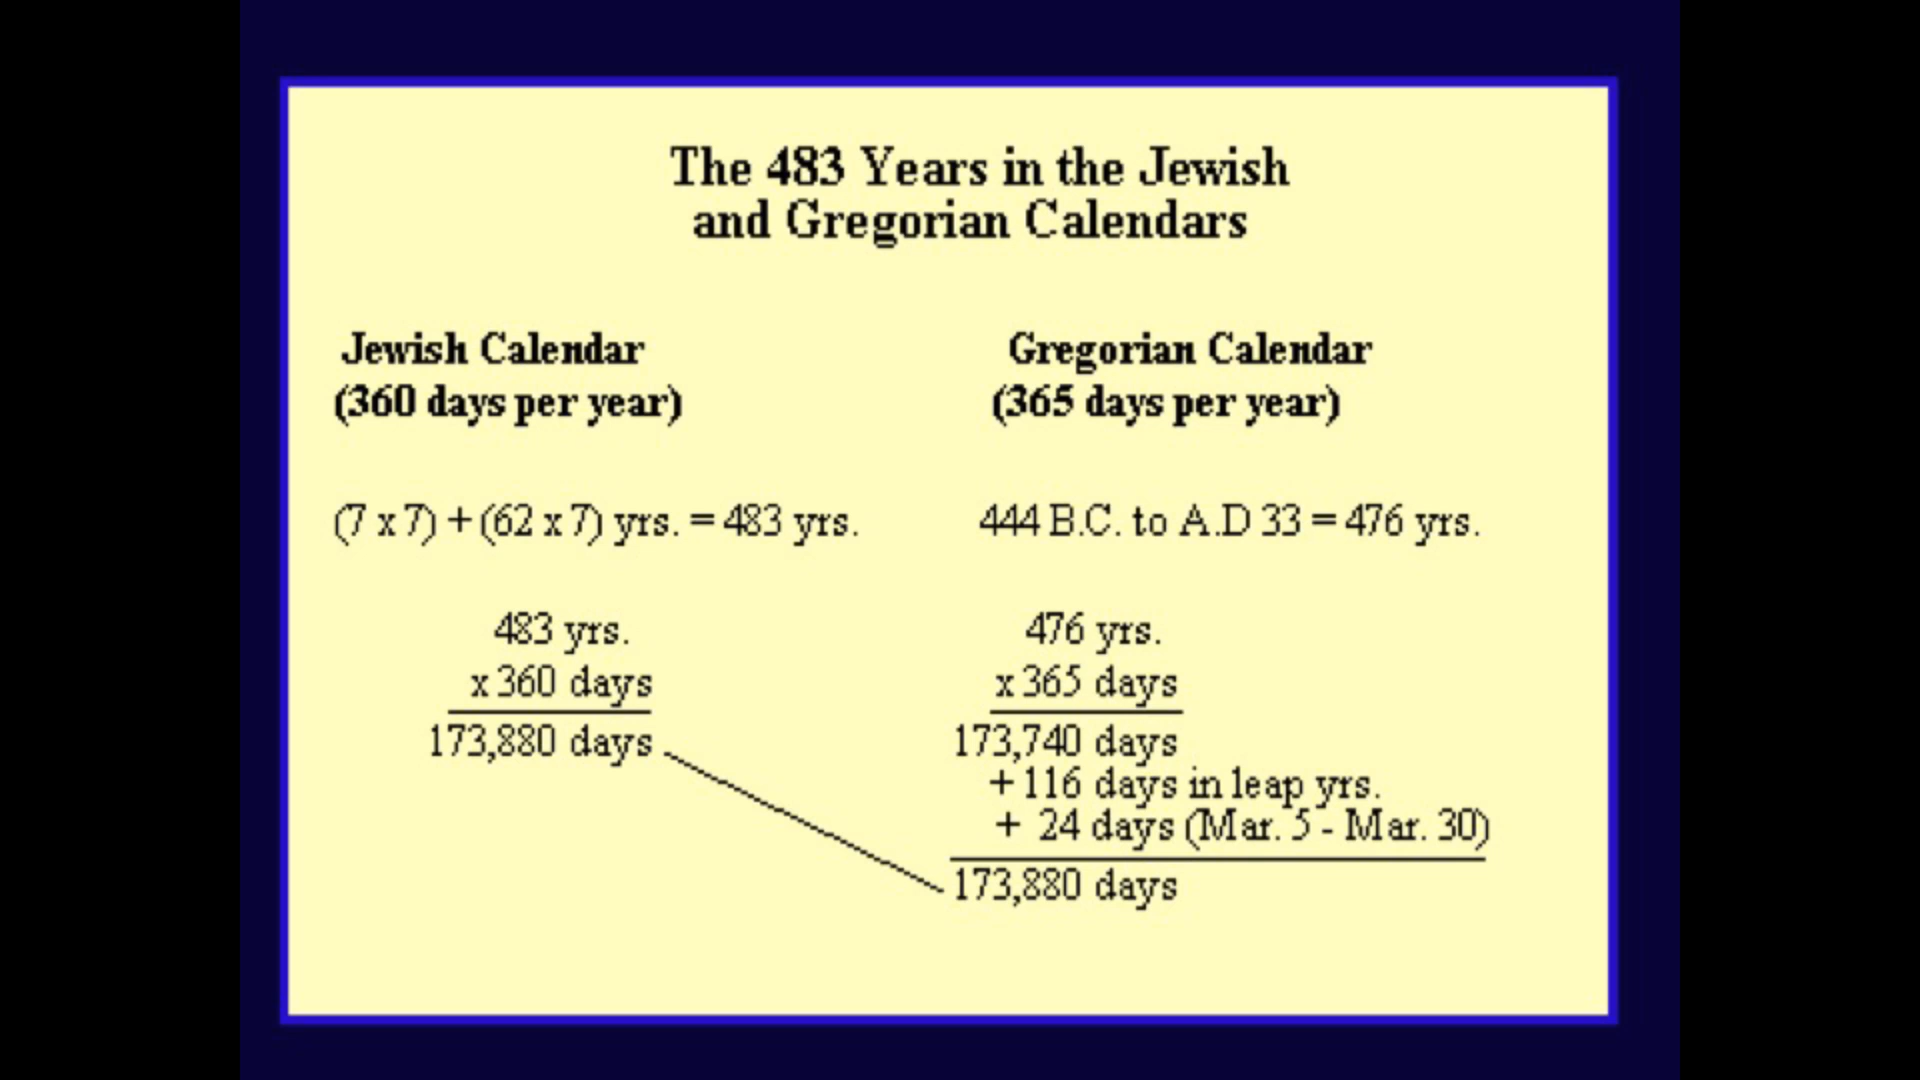 The 483 Years in the Jewish
and Gregorian Calendars
Jewish Calendar
(360 days per year)
(7 x 7) + (62 x 7) yrs. = 483 yrs.
483 yrs.
x 360 days
173,880 days
Gregorian Calendar
(365 days per year)
444 B.C. to A.D 33 = 476 yrs.
476 yrs.
x 365 days
173,740 days
+ 116 days in leap yrs.
+ 24 days (Mar. 5 - Mar. 30)
173,880 days